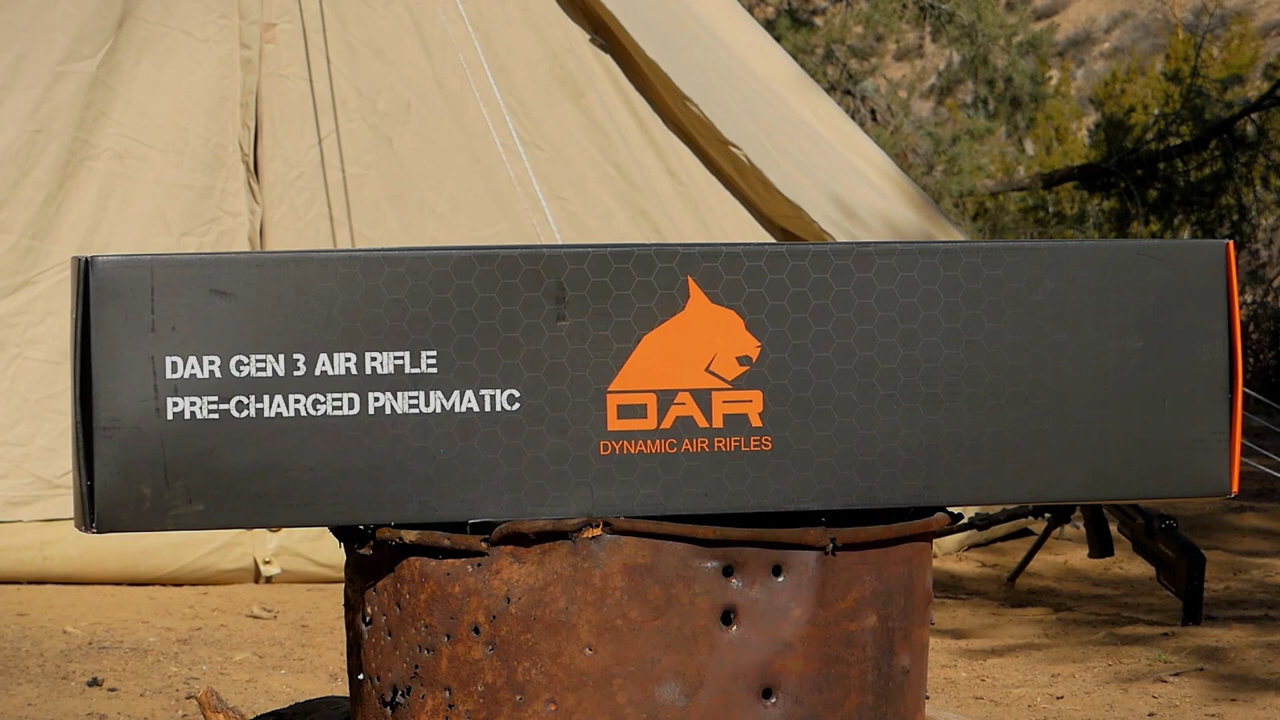 DAR GEN 3 AIR RIFLE
PRE-CHARGED PNEUMATIC
DAR
DYNAMIC AIR RIFLES